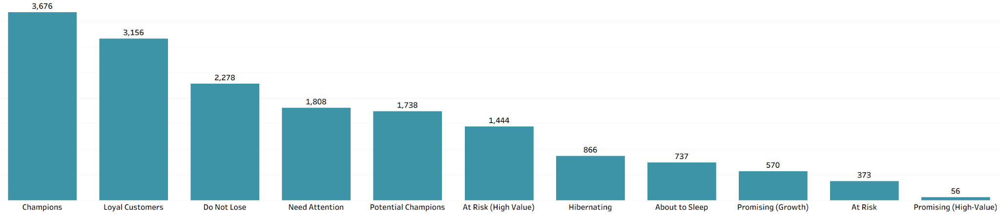 3,676
3,156
2,278
1,808
1,738
1,444
866
737
570
373
56
Champions
Loyal Customers
Do Not Lose
Need Attention
Potential Champions
At Risk (High Value)
Hibernating
About to Sleep
Promising (Growth)
At Risk
Promising (High-Value)